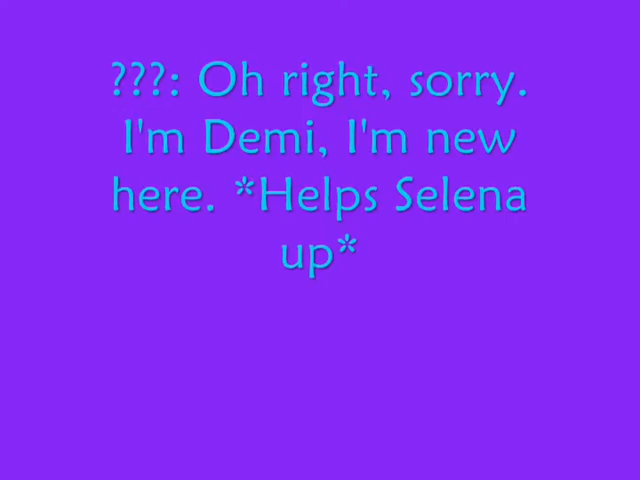 ???: Oh right, sorry.
I'm Demi, I'm new
here. *Helps Selena
up*